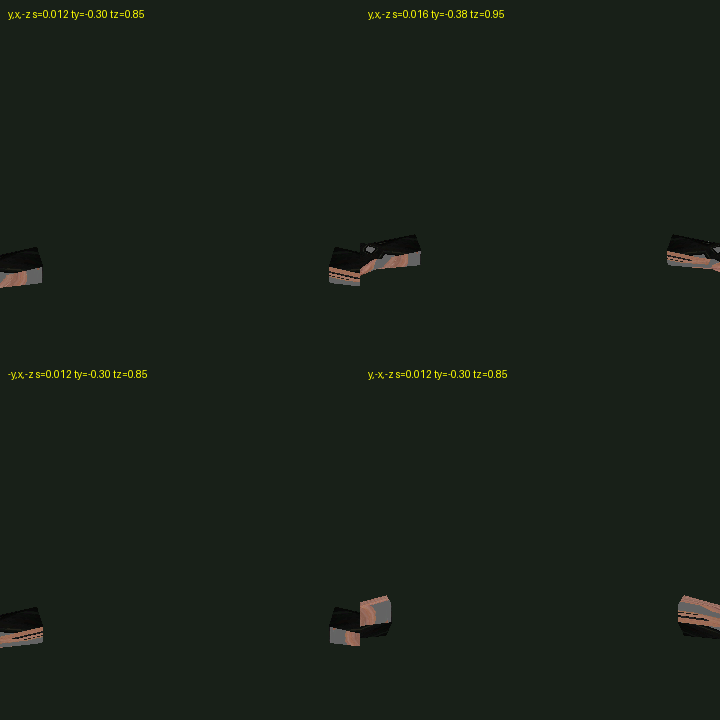 y,x,-z s=0.012 ty=-0.30 tz=0.85
y,x,-z s=0.016 ty=-0.38 tz=0.95
-y,x,-z s=0.012 ty=-0.30 tz=0.85
y,-x,-z s=0.012 ty=-0.30 tz=0.85